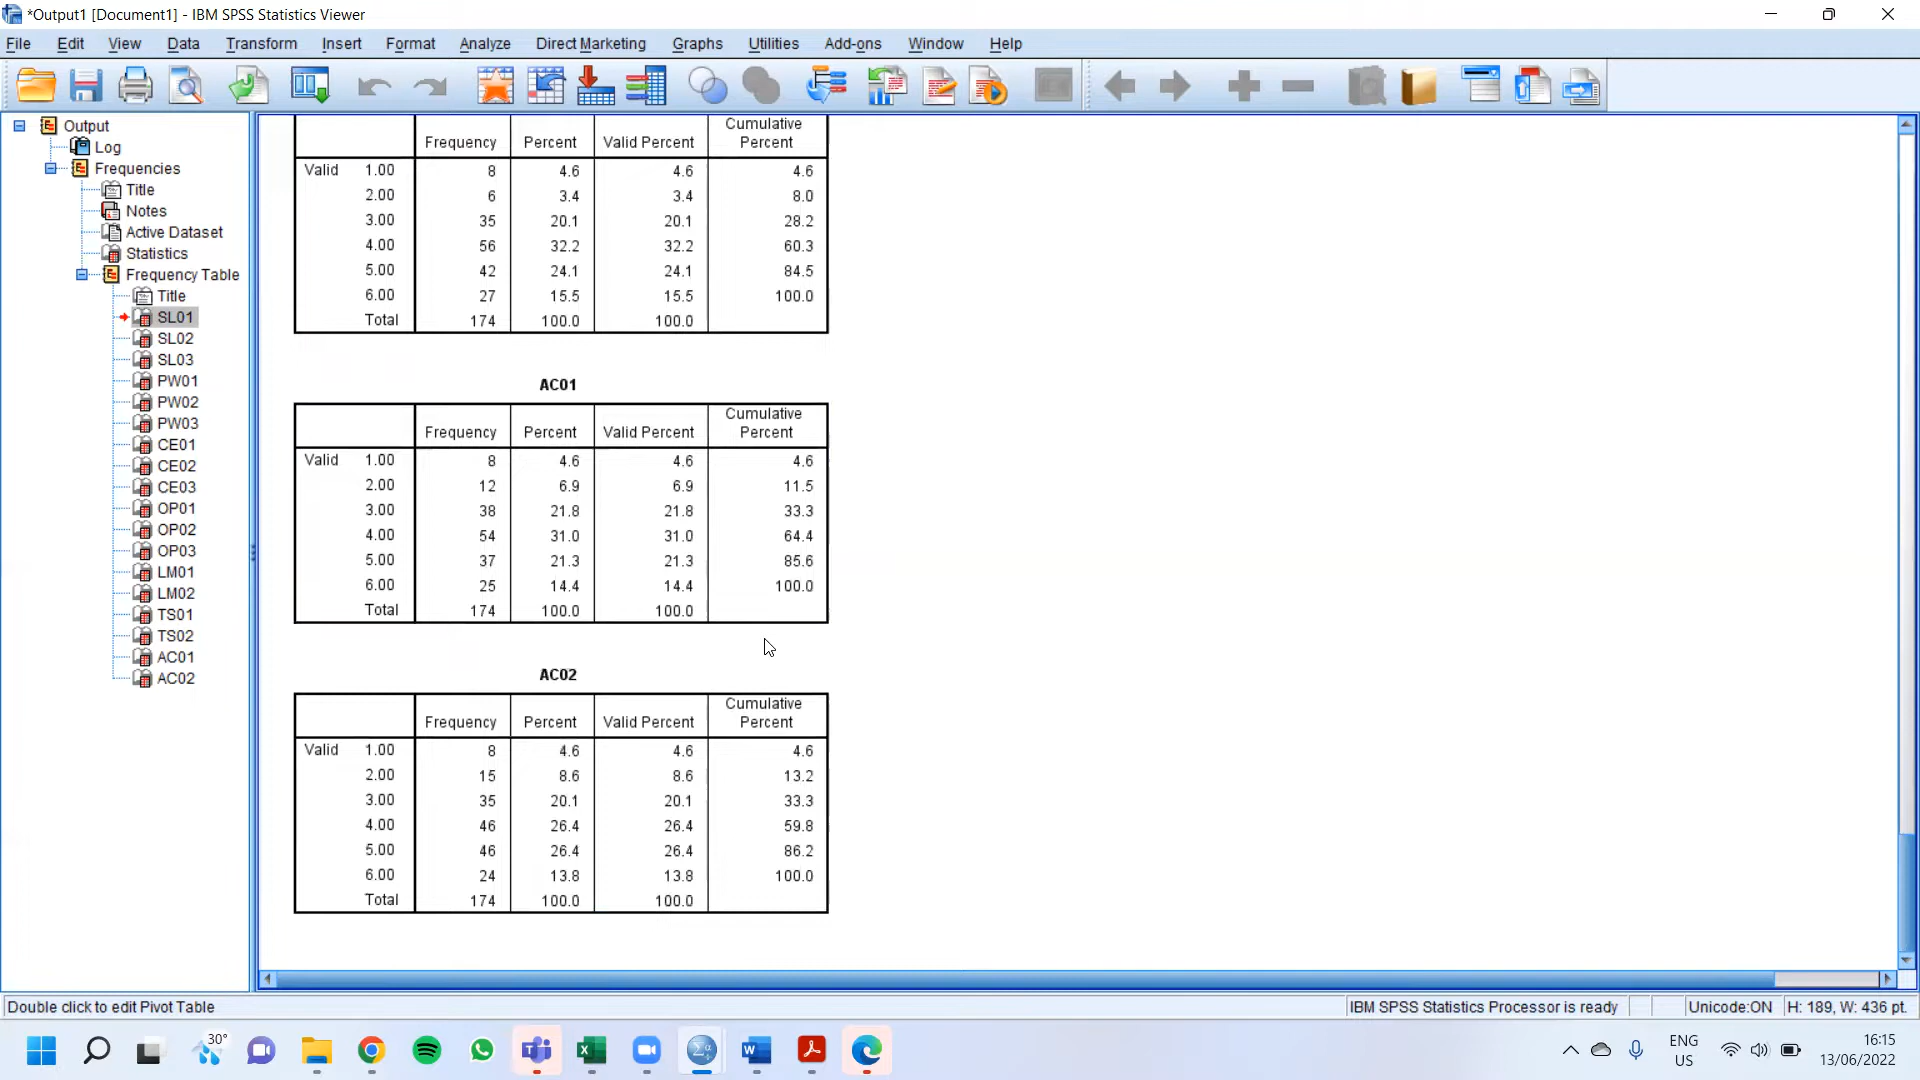 *Output1 [Document1] - IBM SPSS Statistics Viewer
File Edit View Data Transform Insert Format Analyze Direct Marketing Graphs Utilities Add-ons Window Help
Output
Log
Frequencies
Title
Notes
Active Dataset
Statistics
Frequency Table
Title
SL01
SL02
SL03
PW01
PW02
PW03
CE01
CE02
CE03
OP01
OP02
OP03
LM01
LM02
TS01
TS02
AC01
AC02
Frequency Percent Valid Percent Cumulative Percent
Valid 1.00 8 4.6 4.6 4.6
2.00 6 3.4 3.4 8.0
3.00 35 20.1 20.1 28.2
4.00 56 32.2 32.2 60.3
5.00 42 24.1 24.1 84.5
6.00 27 15.5 15.5 100.0
Total 174 100.0 100.0
AC01
Frequency Percent Valid Percent Cumulative Percent
Valid 1.00 8 4.6 4.6 4.6
2.00 12 6.9 6.9 11.5
3.00 38 21.8 21.8 33.3
4.00 54 31.0 31.0 64.4
5.00 37 21.3 21.3 85.6
6.00 25 14.4 14.4 100.0
Total 174 100.0 100.0
AC02
Frequency Percent Valid Percent Cumulative Percent
Valid 1.00 8 4.6 4.6 4.6
2.00 15 8.6 8.6 13.2
3.00 35 20.1 20.1 33.3
4.00 46 26.4 26.4 59.8
5.00 46 26.4 26.4 86.2
6.00 24 13.8 13.8 100.0
Total 174 100.0 100.0
Double click to edit Pivot Table IBM SPSS Statistics Processor is ready Unicode:ON H: 189, W: 436 pt.
30°
ENG
US
16:15
13/06/2022